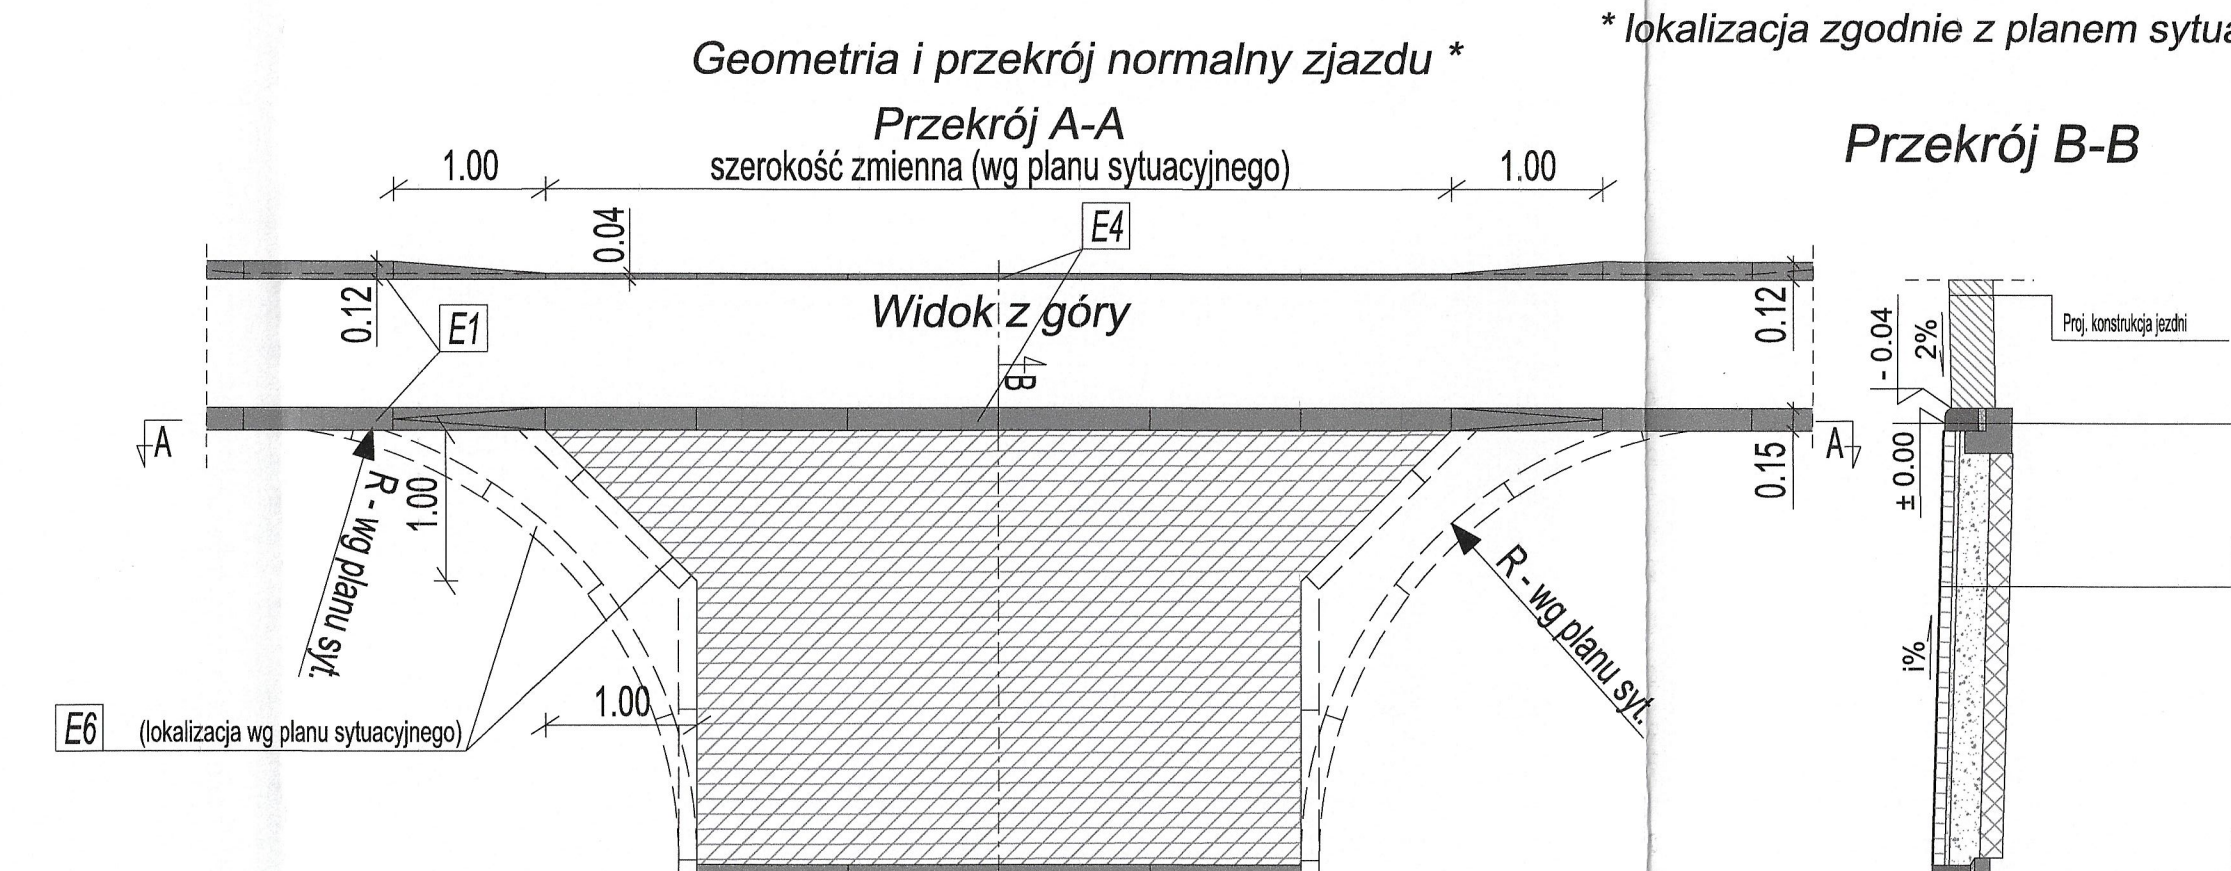 * lokalizacja zgodnie z planem sytua
Geometria i przekrój normalny zjazdu *
Przekrój A-A
Przekrój B-B
1.00
szerokość zmienna (wg planu sytuacyjnego)
1.00
0.04
E4
0.12
E1
Widok z góry
0.12
- 0.04
2%
Proj. konstrukcja jezdni
B
A
A
R - wg planu syt.
1.00
0.15
± 0.00
R - wg planu syt.
i%
1.00
E6
(lokalizacja wg planu sytuacyjnego)